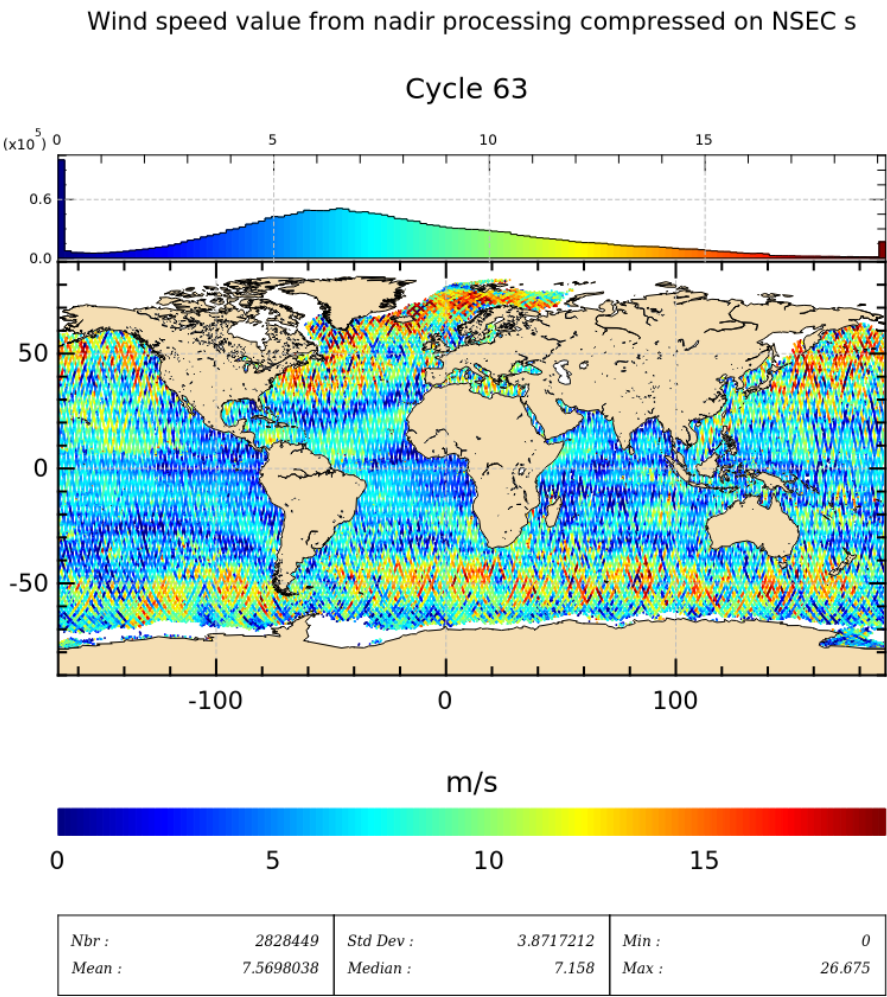 Wind speed value from nadir processing compressed on NSEC s
Cycle 63
(x10^5) 0 5 10 15
0.6
0.0
50
0
-50
-100 0 100
m/s
0 5 10 15
Nbr : 2828449 Std Dev : 3.8717212 Min : 0
Mean : 7.5698038 Median : 7.158 Max : 26.675